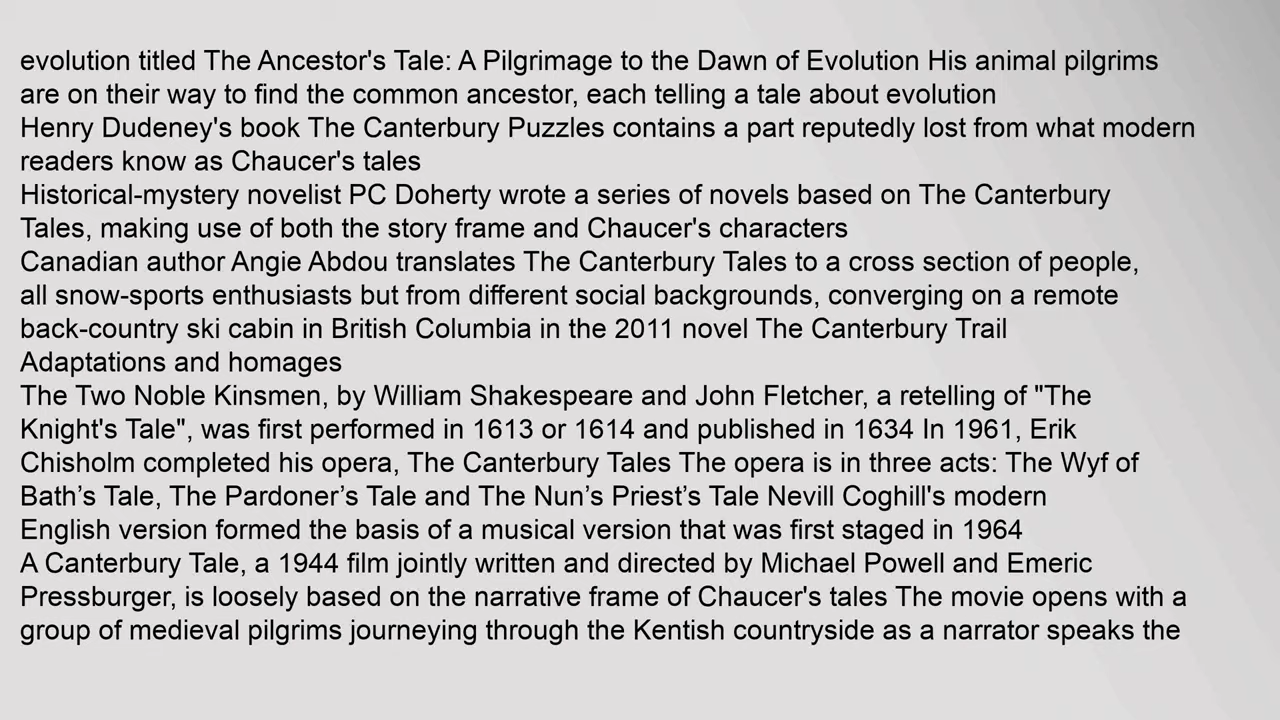 evolution titled The Ancestor's Tale: A Pilgrimage to the Dawn of Evolution His animal pilgrims
are on their way to find the common ancestor, each telling a tale about evolution
Henry Dudeney's book The Canterbury Puzzles contains a part reputedly lost from what modern
readers know as Chaucer's tales
Historical-mystery novelist PC Doherty wrote a series of novels based on The Canterbury
Tales, making use of both the story frame and Chaucer's characters
Canadian author Angie Abdou translates The Canterbury Tales to a cross section of people,
all snow-sports enthusiasts but from different social backgrounds, converging on a remote
back-country ski cabin in British Columbia in the 2011 novel The Canterbury Trail
Adaptations and homages
The Two Noble Kinsmen, by William Shakespeare and John Fletcher, a retelling of "The
Knight's Tale", was first performed in 1613 or 1614 and published in 1634 In 1961, Erik
Chisholm completed his opera, The Canterbury Tales The opera is in three acts: The Wyf of
Bath’s Tale, The Pardoner’s Tale and The Nun’s Priest’s Tale Nevill Coghill's modern
English version formed the basis of a musical version that was first staged in 1964
A Canterbury Tale, a 1944 film jointly written and directed by Michael Powell and Emeric
Pressburger, is loosely based on the narrative frame of Chaucer's tales The movie opens with a
group of medieval pilgrims journeying through the Kentish countryside as a narrator speaks the